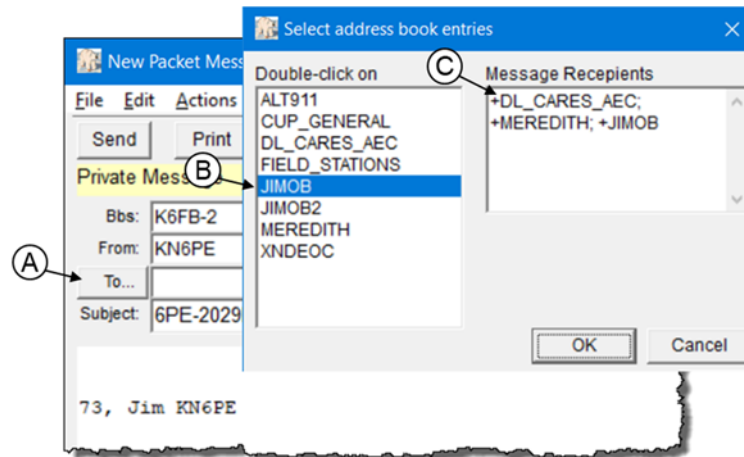 Select address book entries
New Packet Mes
File Edit Actions
Send Print
Private Mess
Bbs: K6FB-2
From: KN6PE
To...
Subject: 6PE-2029
73, Jim KN6PE
Double-click on
ALT911
CUP_GENERAL
DL_CARES_AEC
FIELD_STATIONS
JIMOB
JIMOB2
MEREDITH
XNDEOC
Message Recepients
+DL_CARES_AEC;
+MEREDITH; +JIMOB
OK Cancel
A
B
C